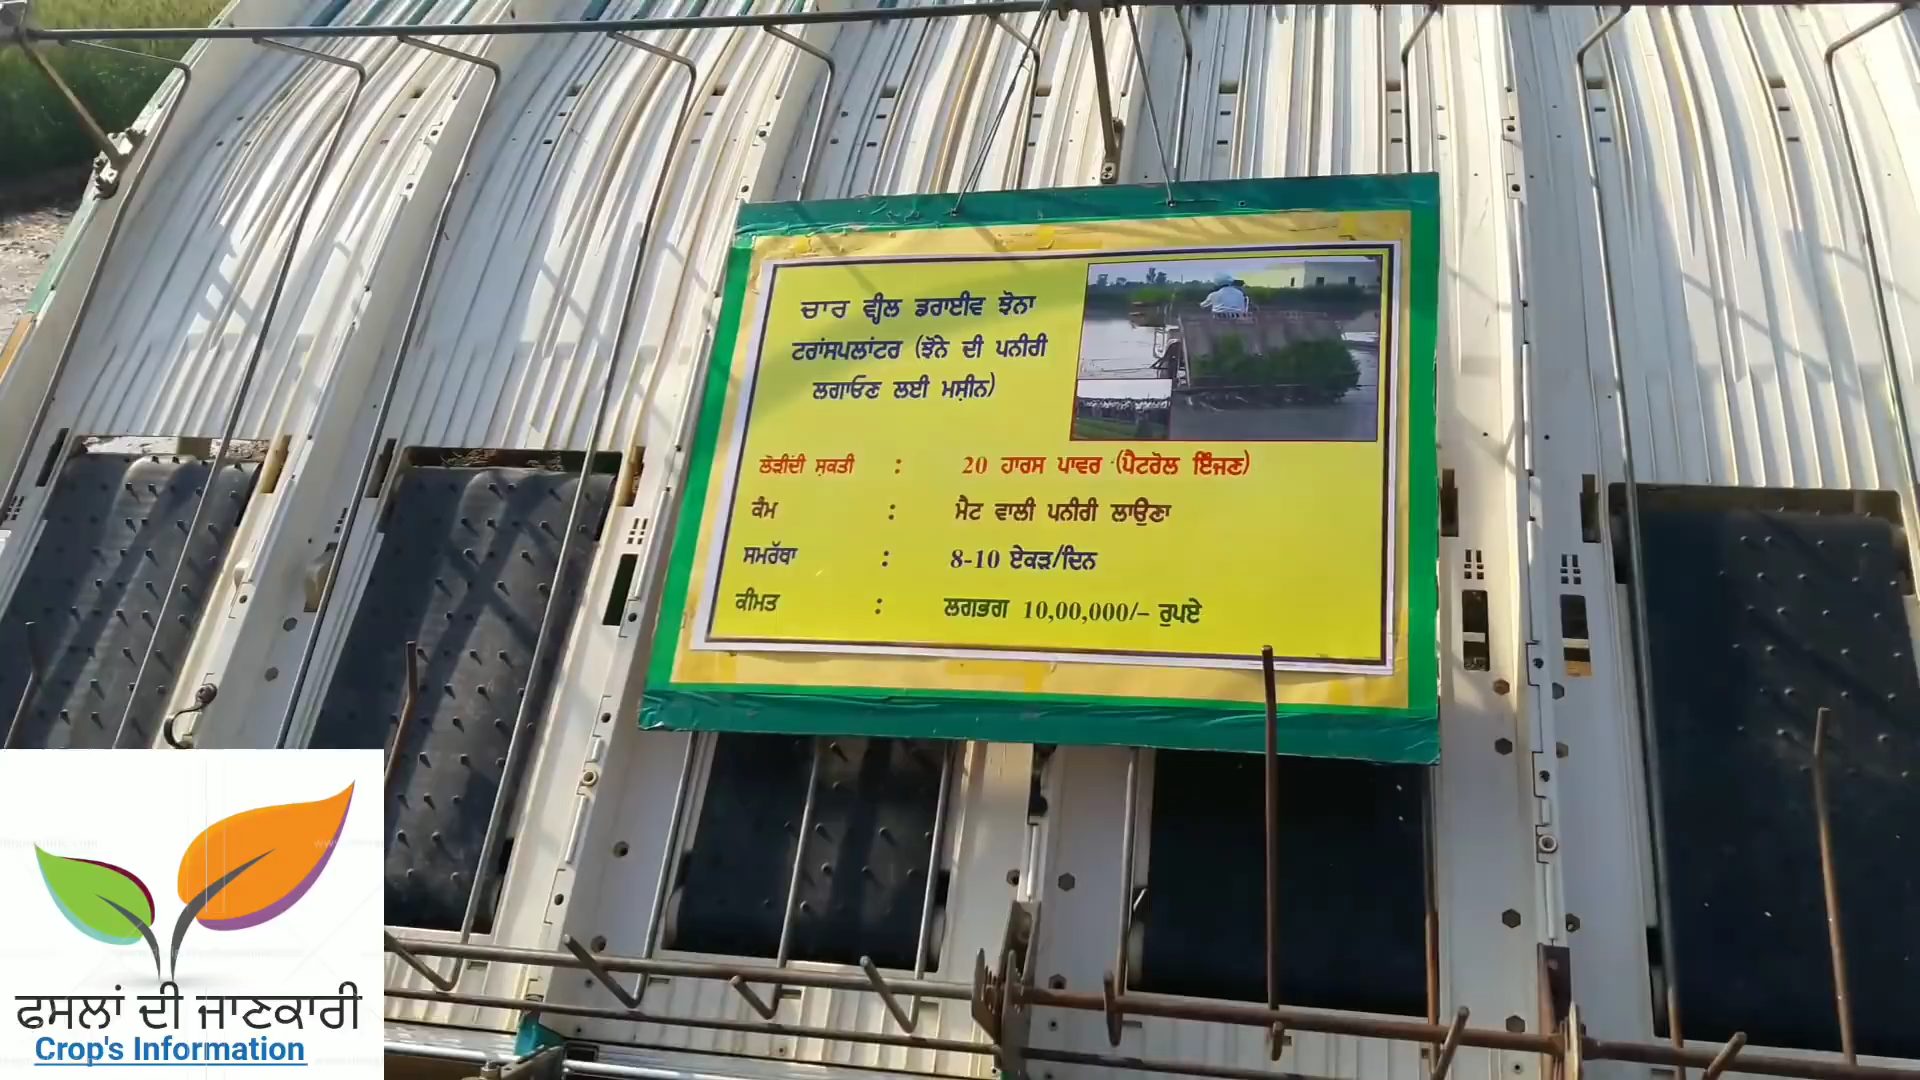 ਚਾਰ ਵ੍ਹੀਲ ਡਰਾਈਵ ਝੋਨਾ
ਟਰਾਂਸਪਲਾਂਟਰ (ਝੋਨੇ ਦੀ ਪਨੀਰੀ
ਲਗਾਓਣ ਲਈ ਮਸ਼ੀਨ)
ਲੋੜੀਂਦੀ ਸ਼ਕਤੀ : 20 ਹਾਰਸ ਪਾਵਰ (ਪੈਟਰੋਲ ਇੰਜਣ)
ਕੰਮ : ਮੈਟ ਵਾਲੀ ਪਨੀਰੀ ਲਾਉਣਾ
ਸਮਰੱਥਾ : 8-10 ਏਕੜ/ਦਿਨ
ਕੀਮਤ : ਲਗਭਗ 10,00,000/- ਰੁਪਏ
ਫਸਲਾਂ ਦੀ ਜਾਣਕਾਰੀ
Crop's Information